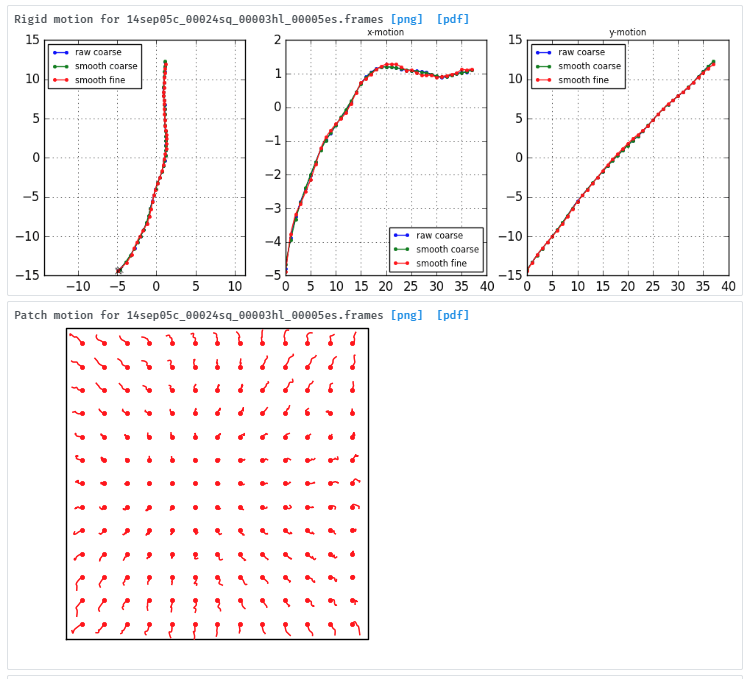 Rigid motion for 14sep05c_00024sq_00003hl_00005es.frames [png] [pdf]
x-motion
y-motion
15
10
5
0
−5
−10
−15
−10 −5 0 5 10
raw coarse
smooth coarse
smooth fine
2
1
0
−1
−2
−3
−4
−5
0 5 10 15 20 25 30 35 40
raw coarse
smooth coarse
smooth fine
15
10
5
0
−5
−10
−15
0 5 10 15 20 25 30 35 40
raw coarse
smooth coarse
smooth fine
Patch motion for 14sep05c_00024sq_00003hl_00005es.frames [png] [pdf]